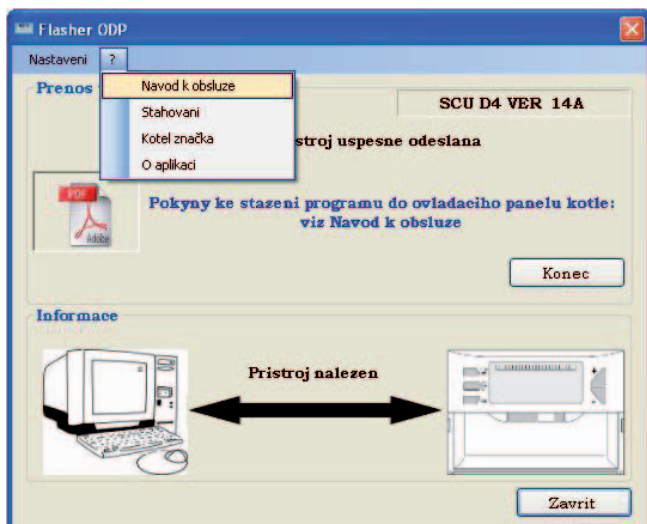 Flasher ODP
Nastaveni ?
Navod k obsluze
Stahovani
Kotel značka
O aplikaci
Prenos
SCU D4 VER 14A
stroj uspesne odeslana
PDF
Adobe
Pokyny ke stazeni programu do ovladaciho panelu kotle:
viz Navod k obsluze
Konec
Informace
Pristroj nalezen
Zavrit